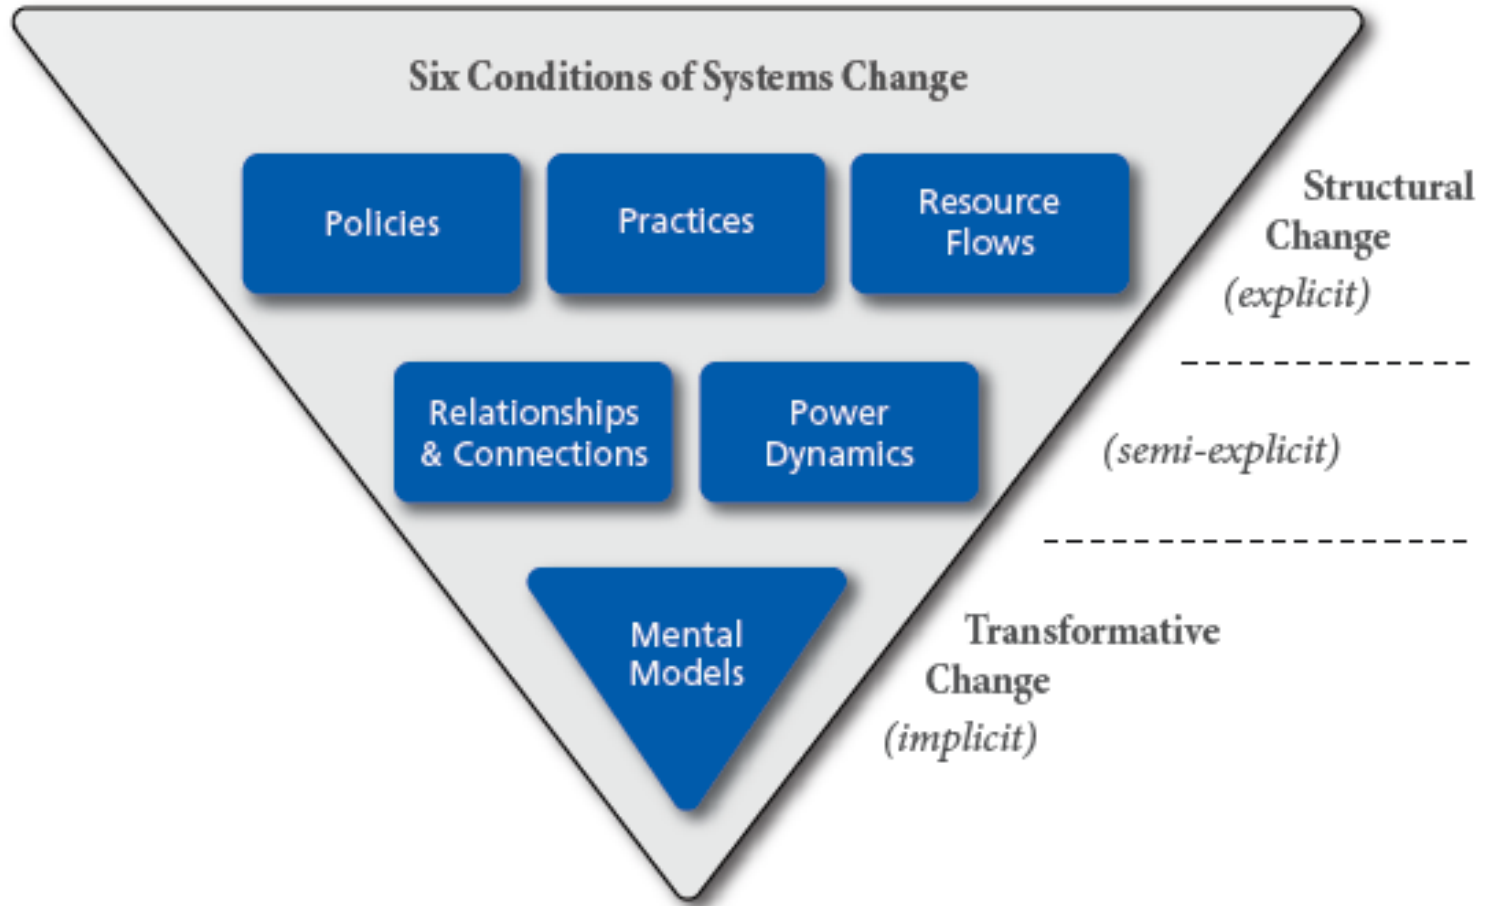 Six Conditions of Systems Change
Policies
Practices
Resource
Flows
Structural
Change
(explicit)
Relationships
& Connections
Power
Dynamics
(semi-explicit)
Mental
Models
Transformative
Change
(implicit)